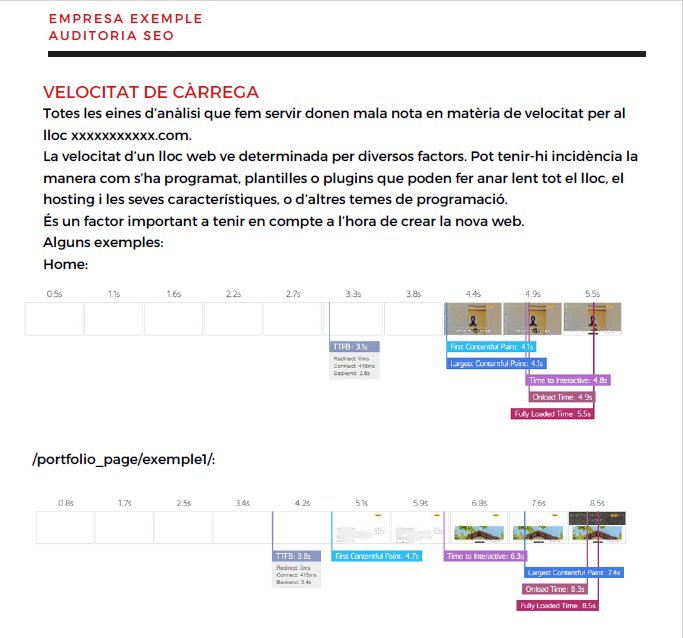 EMPRESA EXEMPLE
AUDITORIA SEO
VELOCITAT DE CÀRREGA
Totes les eines d'anàlisi que fem servir donen mala nota en matèria de velocitat per al
lloc xxxxxxxxxxx.com.
La velocitat d'un lloc web ve determinada per diversos factors. Pot tenir-hi incidència la
manera com s'ha programat, plantilles o plugins que poden fer anar lent tot el lloc, el
hosting i les seves característiques, o d'altres temes de programació.
És un factor important a tenir en compte a l'hora de crear la nova web.
Alguns exemples:
Home:
0.5s 1.1s 1.6s 2.2s 2.7s 3.3s 3.8s 4.4s 4.9s 5.5s
TTFB: 3.1s
Redirect: 0ms
Connect: 416ms
Backend: 2.6s
First Contentful Paint: 4.1s
Largest Contentful Paint: 4.1s
Time to Interactive: 4.8s
Onload Time: 4.9s
Fully Loaded Time: 5.5s
/portfolio_page/exemple1/:
0.8s 1.7s 2.5s 3.4s 4.2s 5.1s 5.9s 6.8s 7.6s 8.5s
TTFB: 3.8s
Redirect: 0ms
Connect: 415ms
Backend: 3.4s
First Contentful Paint: 4.7s
Time to Interactive: 6.3s
Largest Contentful Paint: 7.4s
Onload Time: 8.3s
Fully Loaded Time: 8.5s